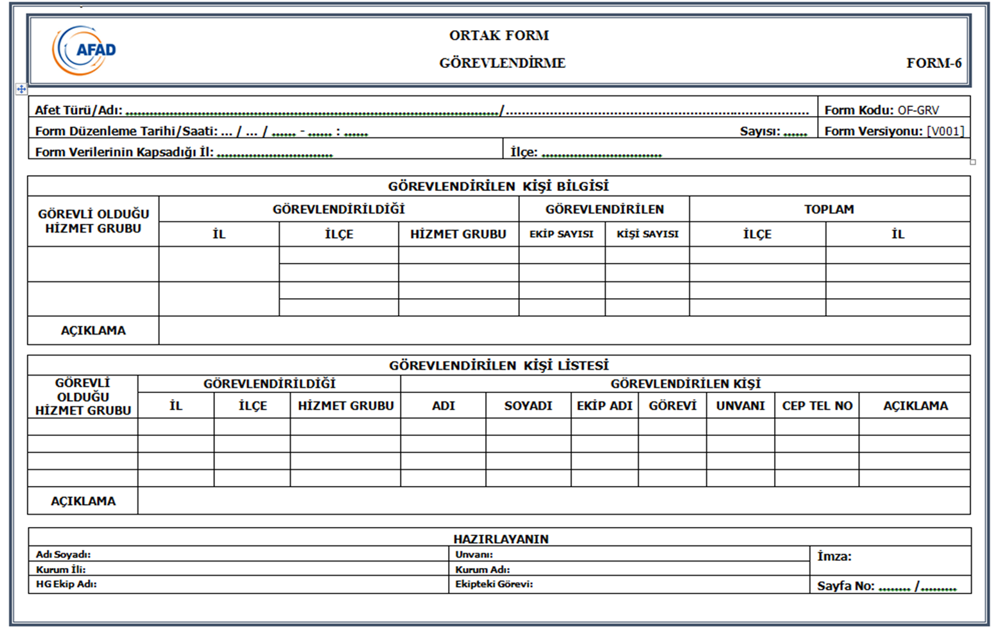 AFAD
ORTAK FORM
GÖREVLENDİRME
FORM-6
Afet Türü/Adı: ............................................................................................../............................................................................
Form Kodu: OF-GRV
Form Düzenleme Tarihi/Saati: ... / ... / ...... - ...... : ......
Sayısı: ......
Form Versiyonu: [V001]
Form Verilerinin Kapsadığı İl: .............................
İlçe: ..............................
GÖREVLENDİRİLEN KİŞİ BİLGİSİ
GÖREVLİ OLDUĞU
HİZMET GRUBU
GÖREVLENDİRİLDİĞİ
GÖREVLENDİRİLEN
TOPLAM
İL
İLÇE
HİZMET GRUBU
EKİP SAYISI
KİŞİ SAYISI
İLÇE
İL
AÇIKLAMA
GÖREVLENDİRİLEN KİŞİ LİSTESİ
GÖREVLİ
OLDUĞU
HİZMET GRUBU
GÖREVLENDİRİLDİĞİ
GÖREVLENDİRİLEN KİŞİ
İL
İLÇE
HİZMET GRUBU
ADI
SOYADI
EKİP ADI
GÖREVİ
UNVANI
CEP TEL NO
AÇIKLAMA
AÇIKLAMA
HAZIRLAYANIN
Adı Soyadı:
Unvanı:
İmza:
Kurum İli:
Kurum Adı:
HG Ekip Adı:
Ekipteki Görevi:
Sayfa No: ........ /.........